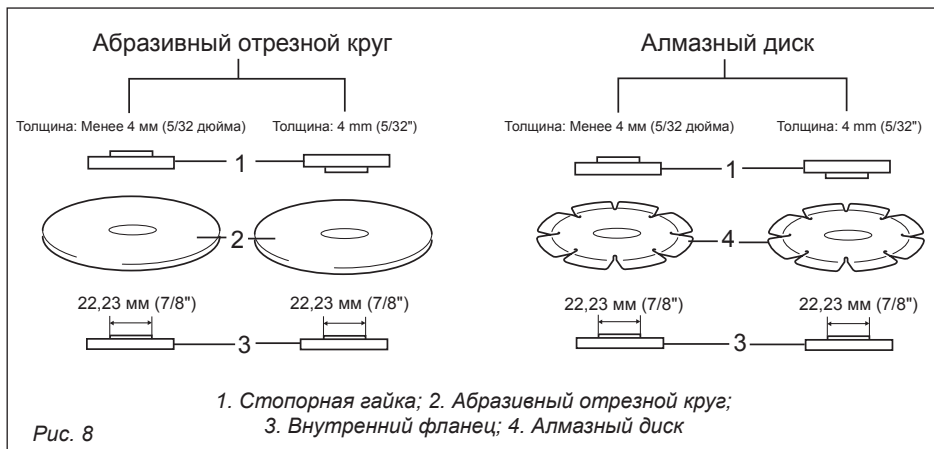 Абразивный отрезной круг
Алмазный диск
Толщина: Менее 4 мм (5/32 дюйма)
Толщина: 4 mm (5/32")
Толщина: Менее 4 мм (5/32 дюйма)
Толщина: 4 mm (5/32")
1
1
2
4
22,23 мм (7/8")
22,23 мм (7/8")
22,23 мм (7/8")
22,23 мм (7/8")
3
3
1. Стопорная гайка; 2. Абразивный отрезной круг;
3. Внутренний фланец; 4. Алмазный диск
Рис. 8